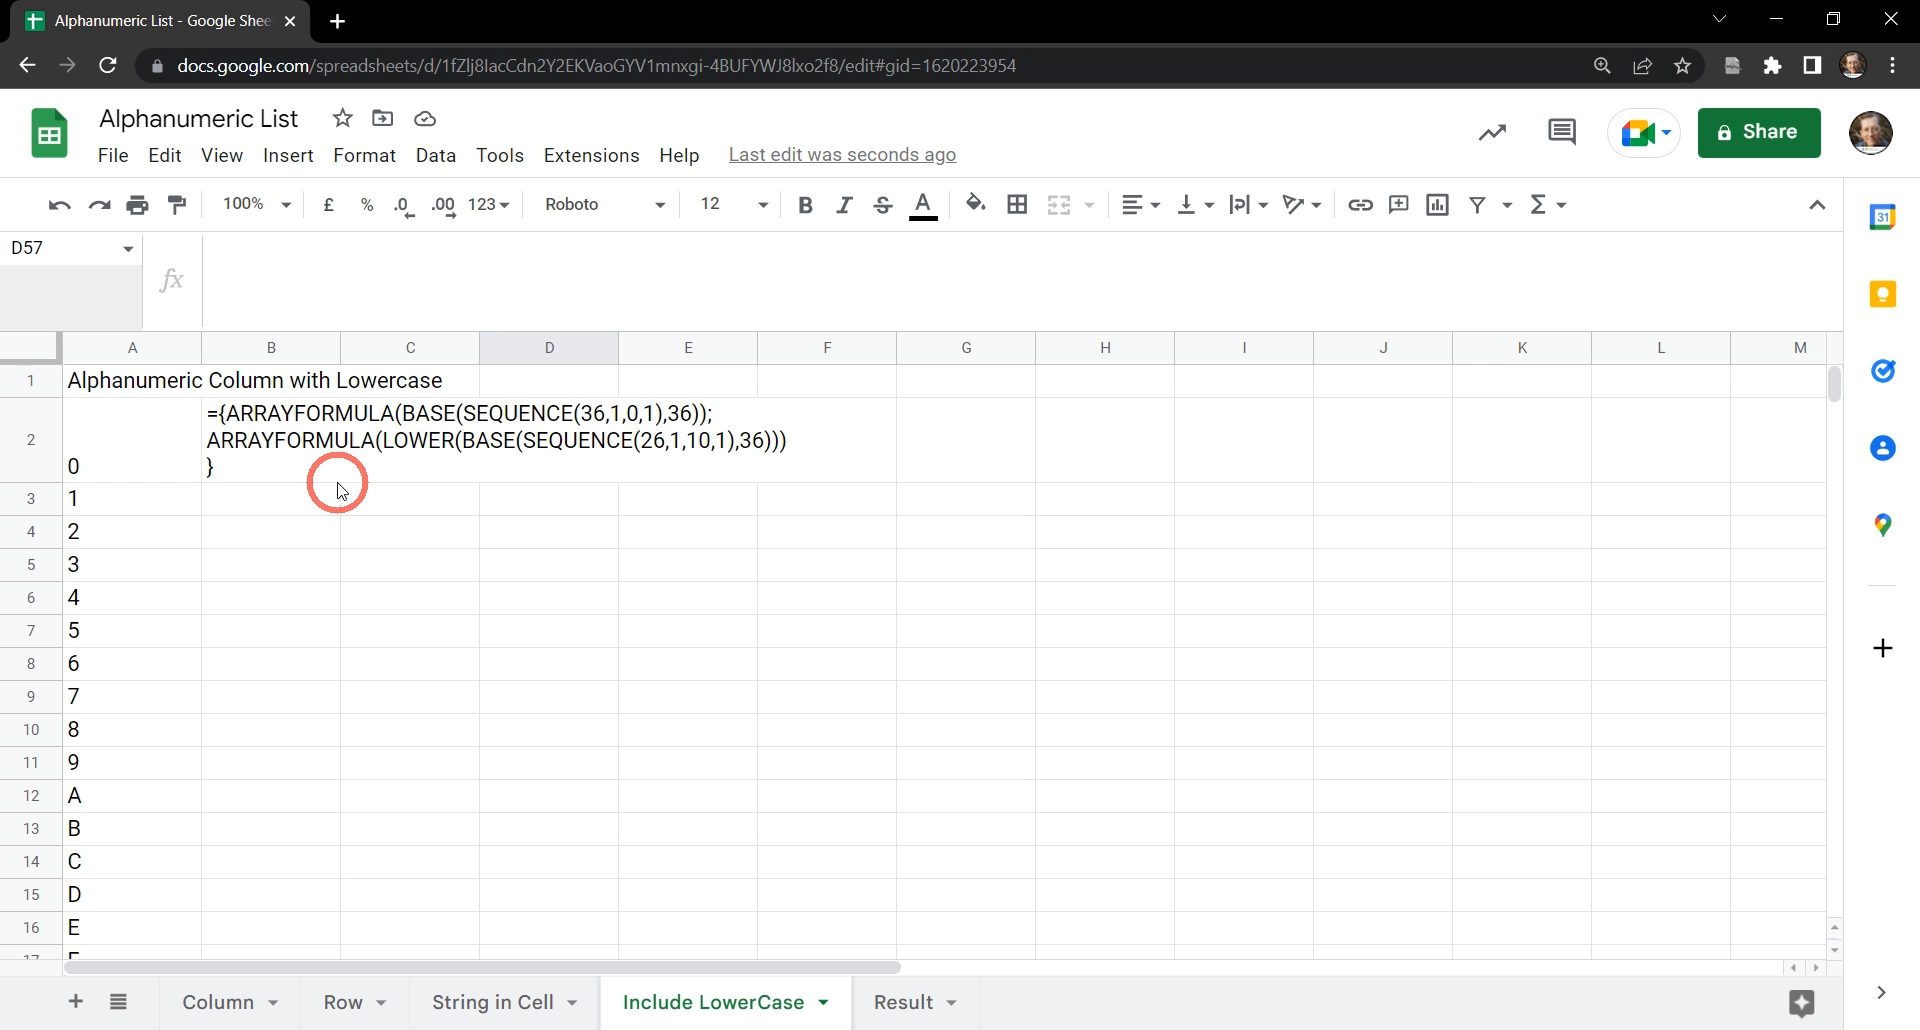 Alphanumeric List - Google Shee
docs.google.com/spreadsheets/d/1fZlj8lacCdn2Y2EKVaoGYV1mnxgi-4BUFYWJ8lxo2f8/edit#gid=1620223954
Alphanumeric List
File Edit View Insert Format Data Tools Extensions Help Last edit was seconds ago
Share
100% £ % .0 .00 123 Roboto 12 B I S A
31
D57
fx
A B C D E F G H I J K L M
1 Alphanumeric Column with Lowercase
={ARRAYFORMULA(BASE(SEQUENCE(36,1,0,1),36));
2 ARRAYFORMULA(LOWER(BASE(SEQUENCE(26,1,10,1),36)))
0 }
3 1
4 2
5 3
6 4
7 5
8 6
9 7
10 8
11 9
12 A
13 B
14 C
15 D
16 E
17 F
Column Row String in Cell Include LowerCase Result